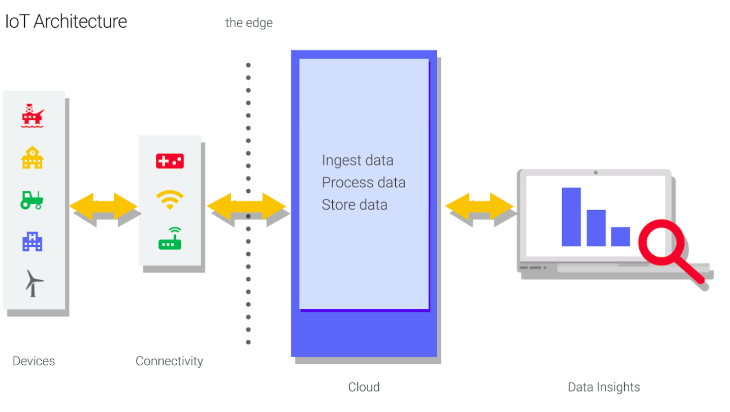 IoT Architecture
the edge
Ingest data
Process data
Store data
Devices
Connectivity
Cloud
Data Insights